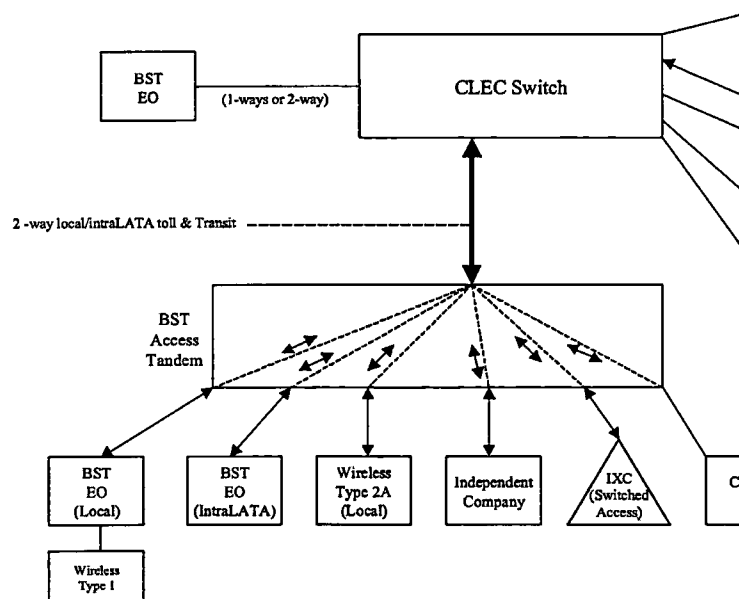 BST
EO
(1-ways or 2-way)
CLEC Switch
2 -way local/intraLATA toll & Transit
BST
Access
Tandem
BST
EO
(Local)
BST
EO
(IntraLATA)
Wireless
Type 2A
(Local)
Independent
Company
IXC
(Switched
Access)
C
Wireless
Type 1